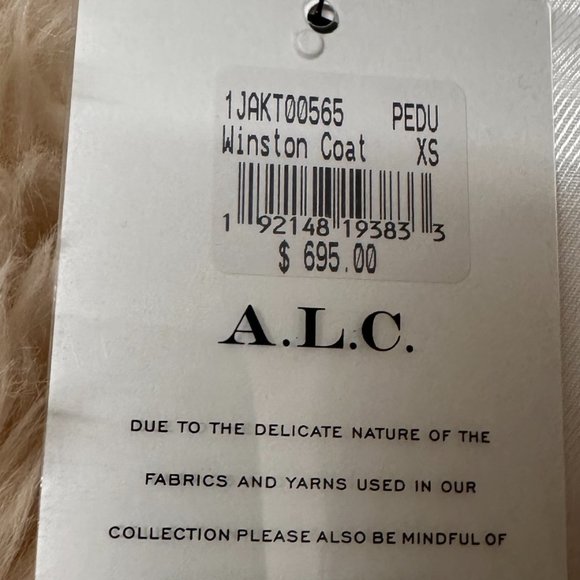 1JAKT00565 PEDU
Winston Coat XS
1 92148 19383 3
$ 695.00
A.L.C.
DUE TO THE DELICATE NATURE OF THE
FABRICS AND YARNS USED IN OUR
COLLECTION PLEASE ALSO BE MINDFUL OF